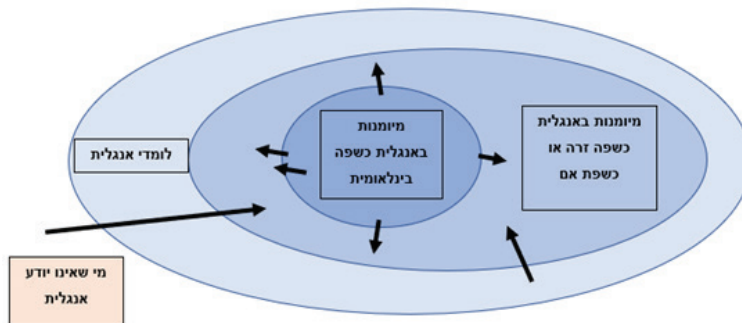 מיומנות באנגלית
כשפה זרה או
כשפת אם
מיומנות
באנגלית כשפה
בינלאומית
לומדי אנגלית
מי שאינו יודע
אנגלית